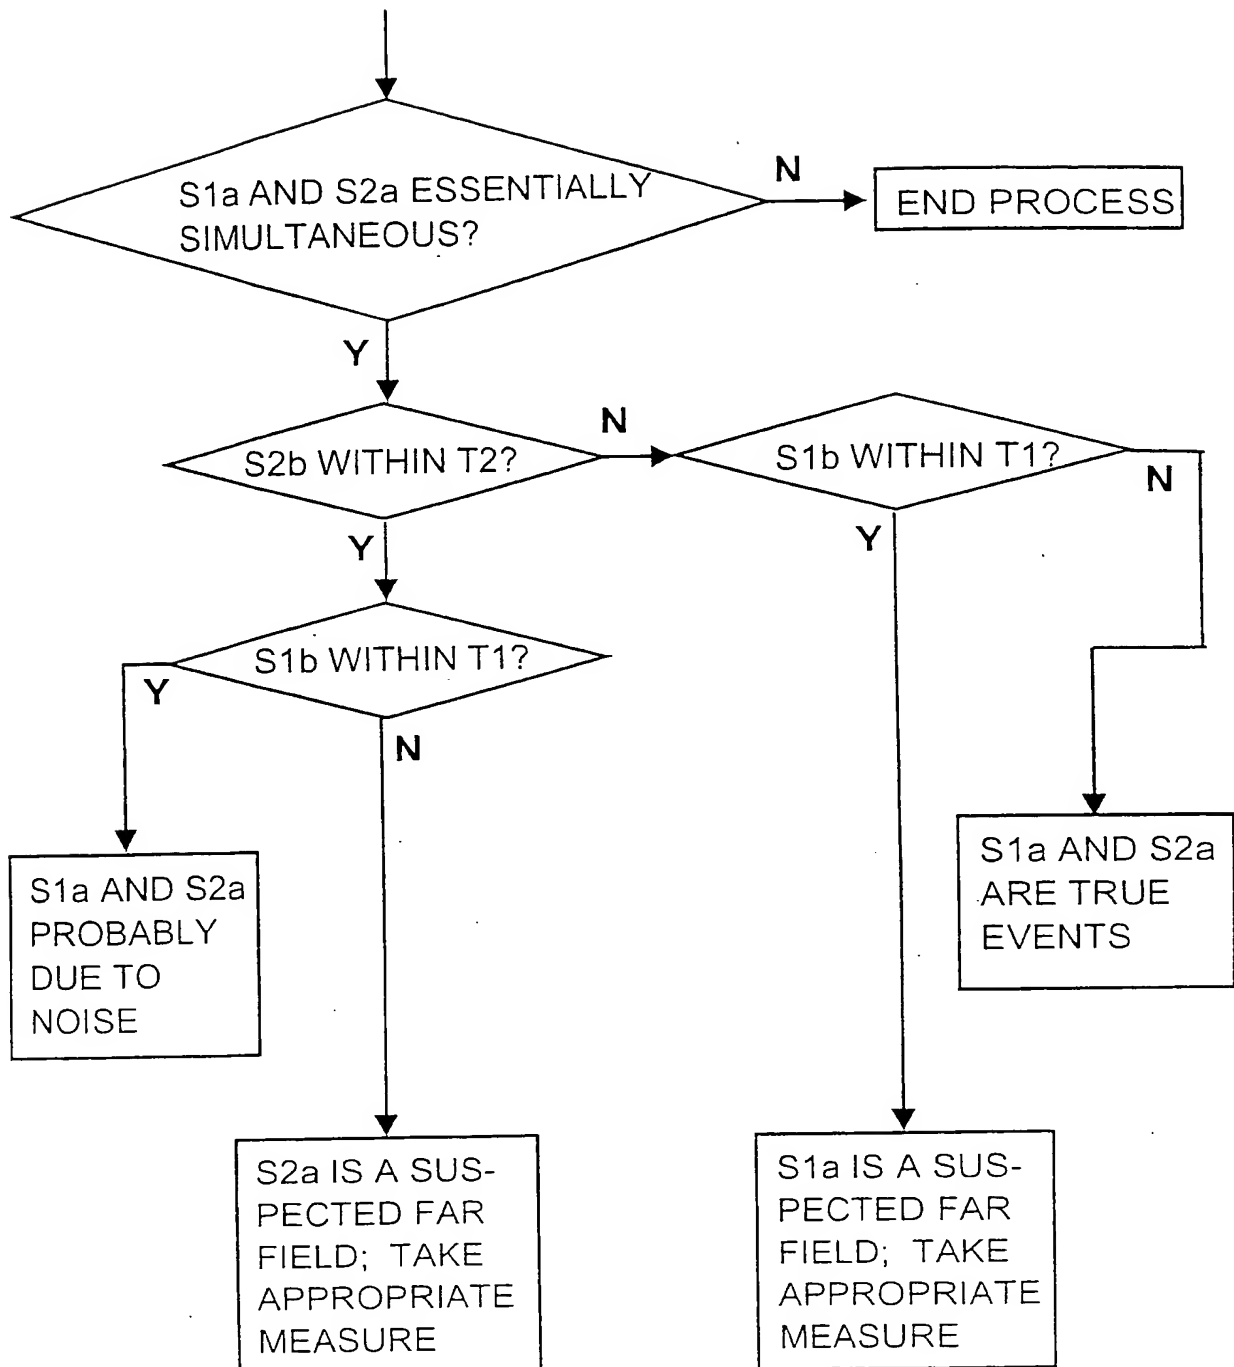 S1a AND S2a ESSENTIALLY
SIMULTANEOUS?
N
END PROCESS
Y
S2b WITHIN T2?
N
S1b WITHIN T1?
N
Y
Y
S1b WITHIN T1?
Y
N
S1a AND S2a
PROBABLY
DUE TO
NOISE
S1a AND S2a
ARE TRUE
EVENTS
S2a IS A SUS-
PECTED FAR
FIELD; TAKE
APPROPRIATE
MEASURE
S1a IS A SUS-
PECTED FAR
FIELD; TAKE
APPROPRIATE
MEASURE